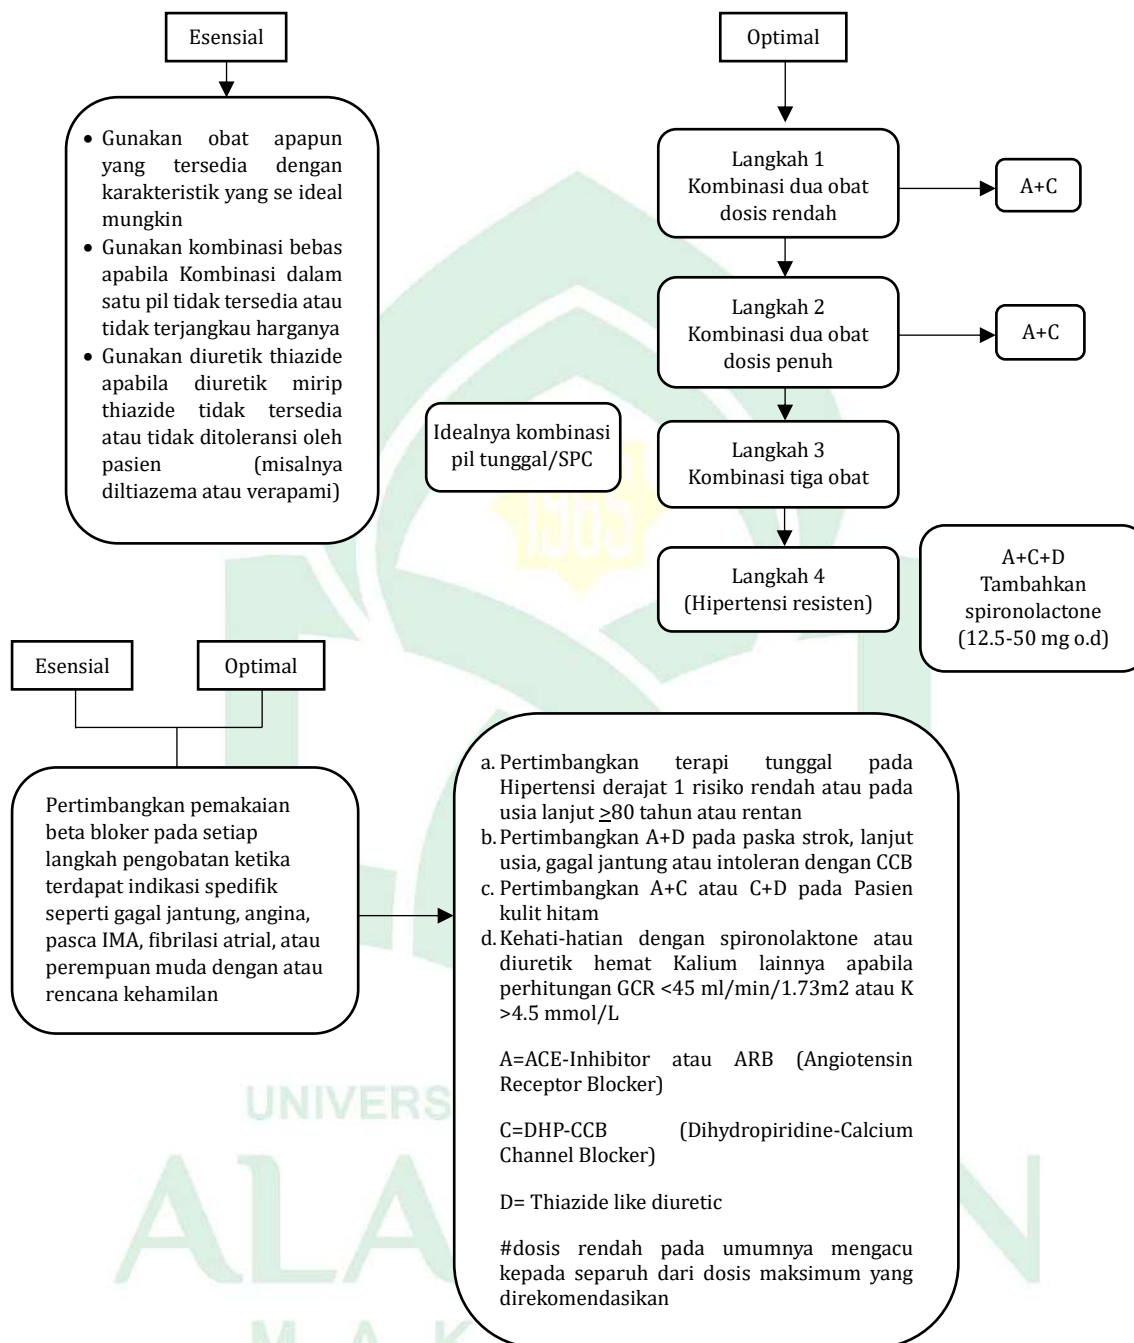 Esensial
• Gunakan obat apapun
yang tersedia dengan
karakteristik yang se ideal
mungkin
• Gunakan kombinasi bebas
apabila Kombinasi dalam
satu pil tidak tersedia atau
tidak terjangkau harganya
• Gunakan diuretik thiazide
apabila diuretik mirip
thiazide tidak tersedia
atau tidak ditoleransi oleh
pasien (misalnya
diltiazema atau verapami)
Optimal
Langkah 1
Kombinasi dua obat
dosis rendah
A+C
Langkah 2
Kombinasi dua obat
dosis penuh
A+C
Idealnya kombinasi
pil tunggal/SPC
Langkah 3
Kombinasi tiga obat
1965
Langkah 4
(Hipertensi resisten)
A+C+D
Tambahkan
spironolactone
(12.5-50 mg o.d)
Esensial
Optimal
Pertimbangkan pemakaian
beta bloker pada setiap
langkah pengobatan ketika
terdapat indikasi spedifik
seperti gagal jantung, angina,
pasca IMA, fibrilasi atrial, atau
perempuan muda dengan atau
rencana kehamilan
a. Pertimbangkan terapi tunggal pada
Hipertensi derajat 1 risiko rendah atau pada
usia lanjut ≥80 tahun atau rentan
b. Pertimbangkan A+D pada paska strok, lanjut
usia, gagal jantung atau intoleran dengan CCB
c. Pertimbangkan A+C atau C+D pada Pasien
kulit hitam
d. Kehati-hatian dengan spironolaktone atau
diuretik hemat Kalium lainnya apabila
perhitungan GCR <45 ml/min/1.73m2 atau K
>4.5 mmol/L
A=ACE-Inhibitor atau ARB (Angiotensin
Receptor Blocker)
C=DHP-CCB (Dihydropiridine-Calcium
Channel Blocker)
D= Thiazide like diuretic
#dosis rendah pada umumnya mengacu
kepada separuh dari dosis maksimum yang
direkomendasikan
UNIVERS
ALA N
M A K